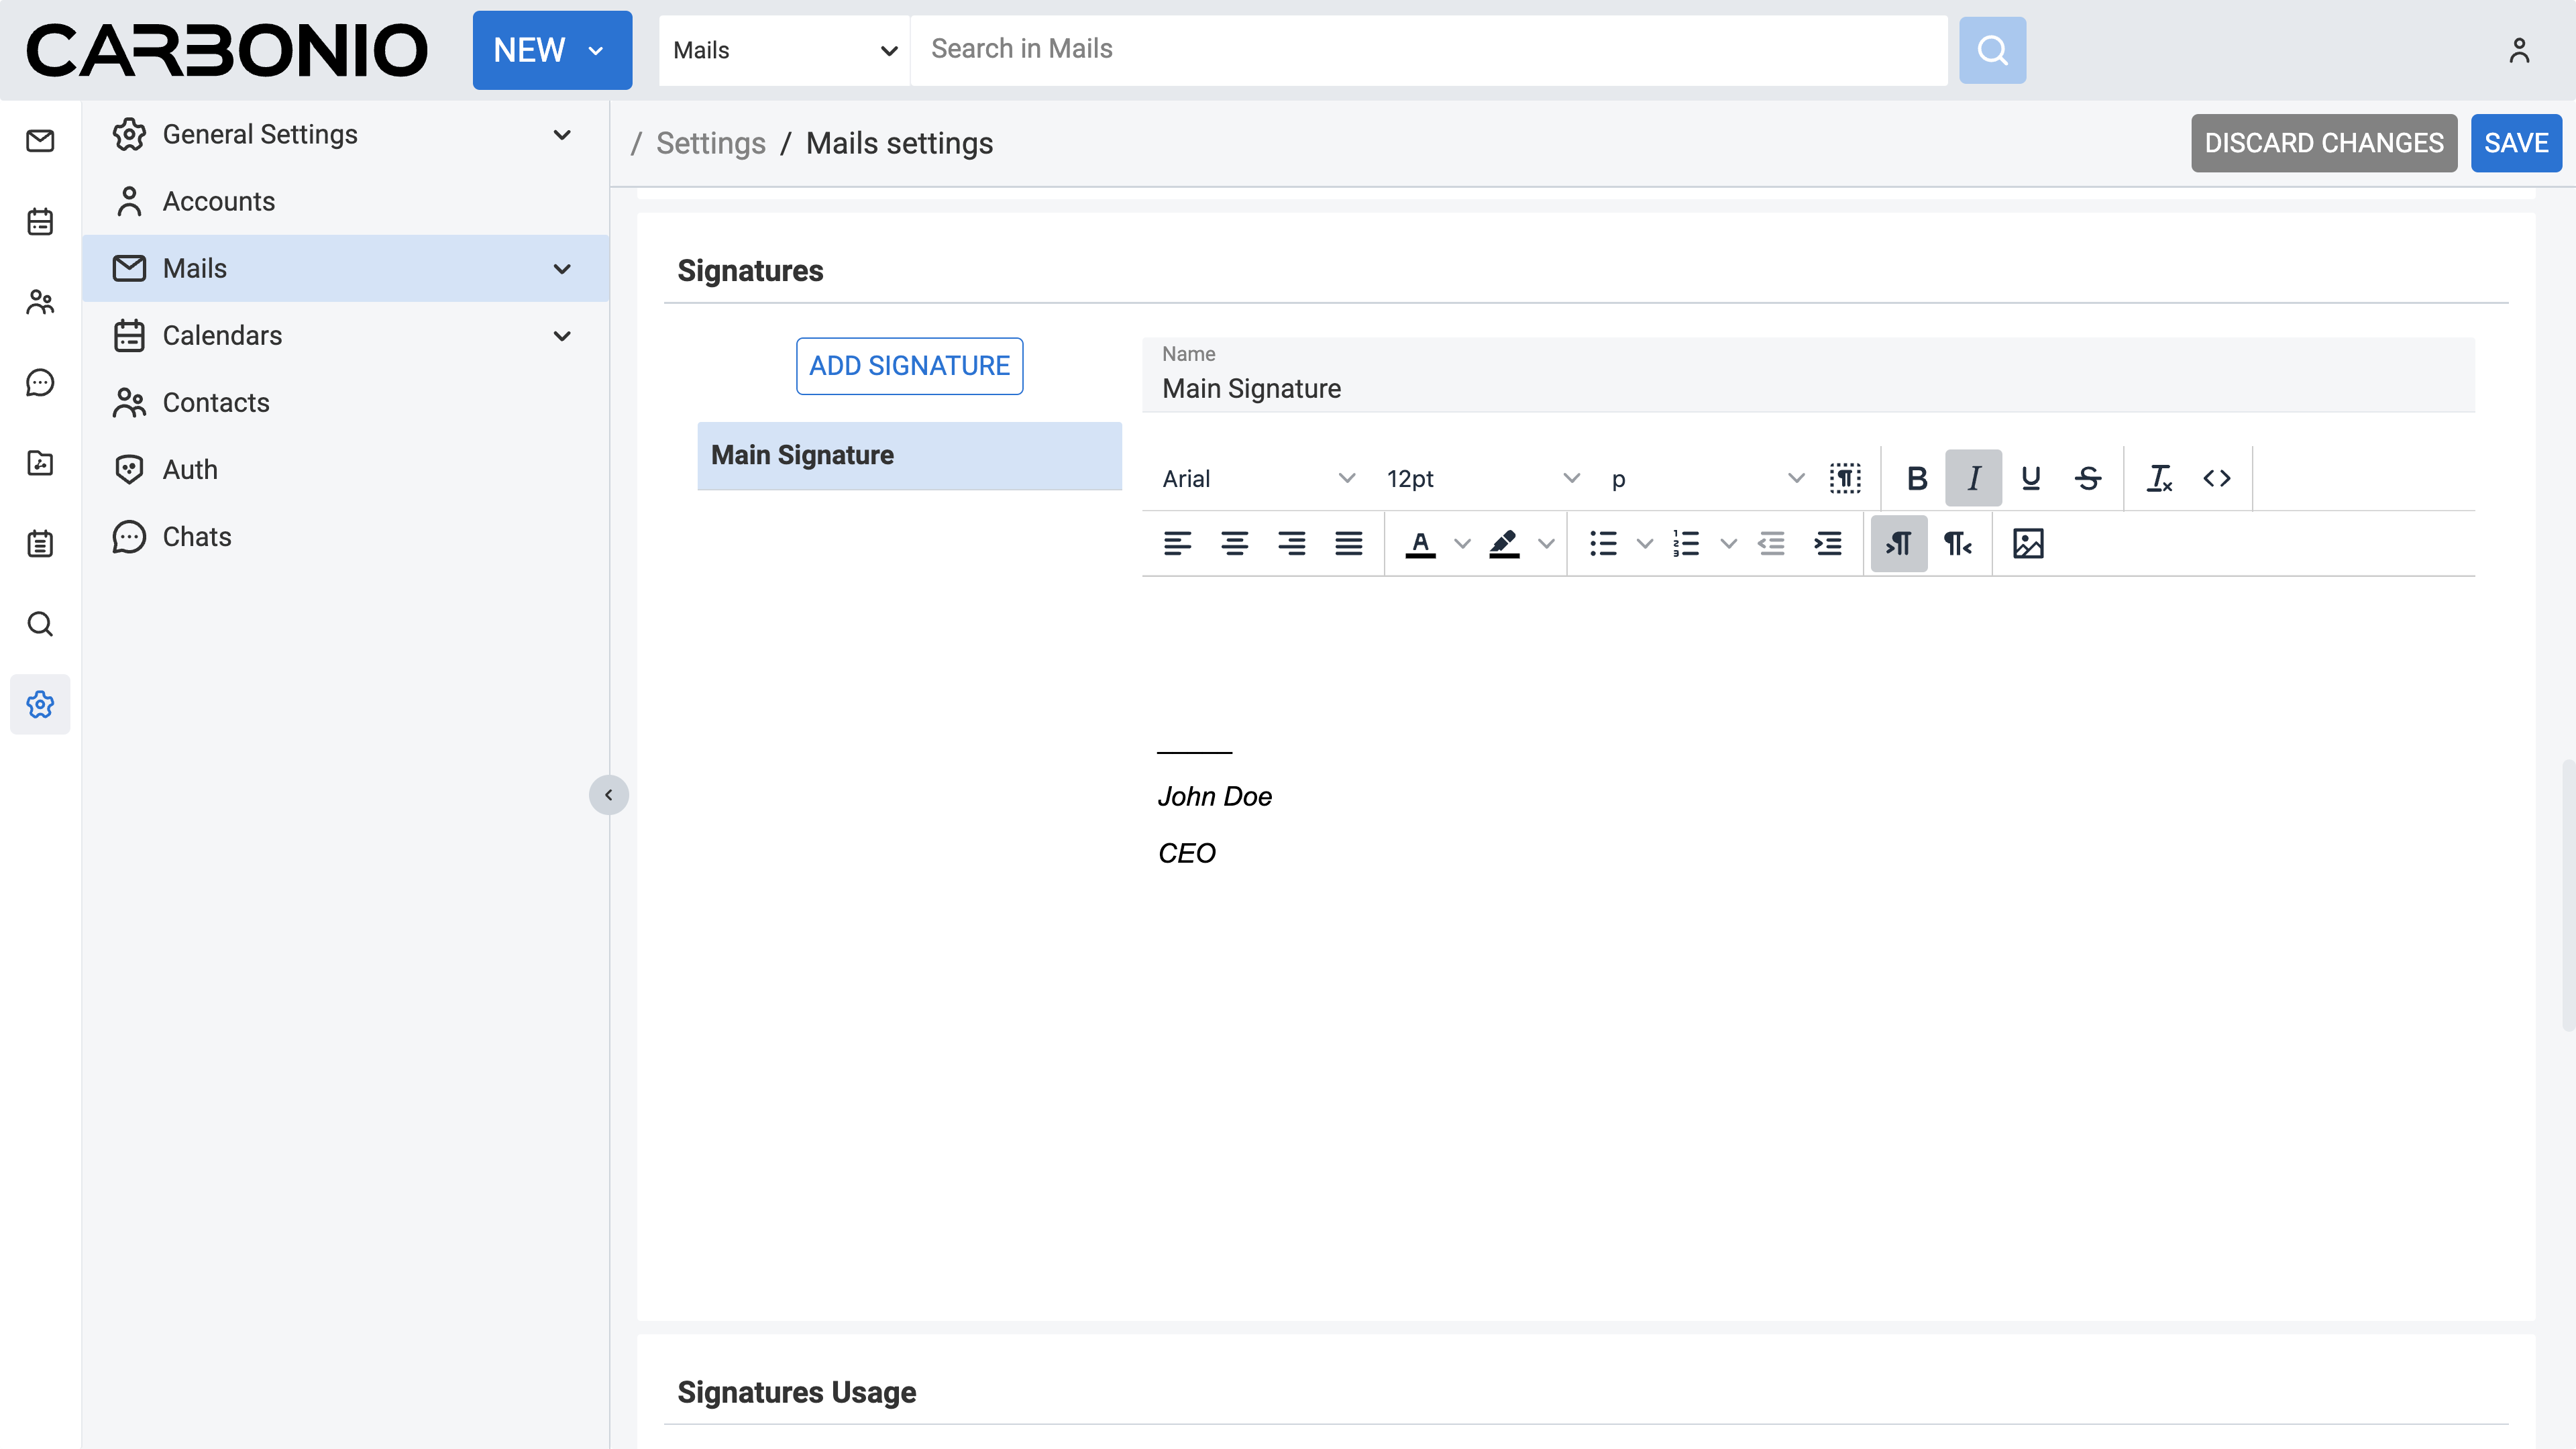 CARBONIO
NEW
Mails
Search in Mails
General Settings
Accounts
Mails
Calendars
Contacts
Auth
Chats
/ Settings / Mails settings
DISCARD CHANGES
SAVE
Signatures
ADD SIGNATURE
Main Signature
Name
Main Signature
Arial
12pt
p
John Doe
CEO
Signatures Usage